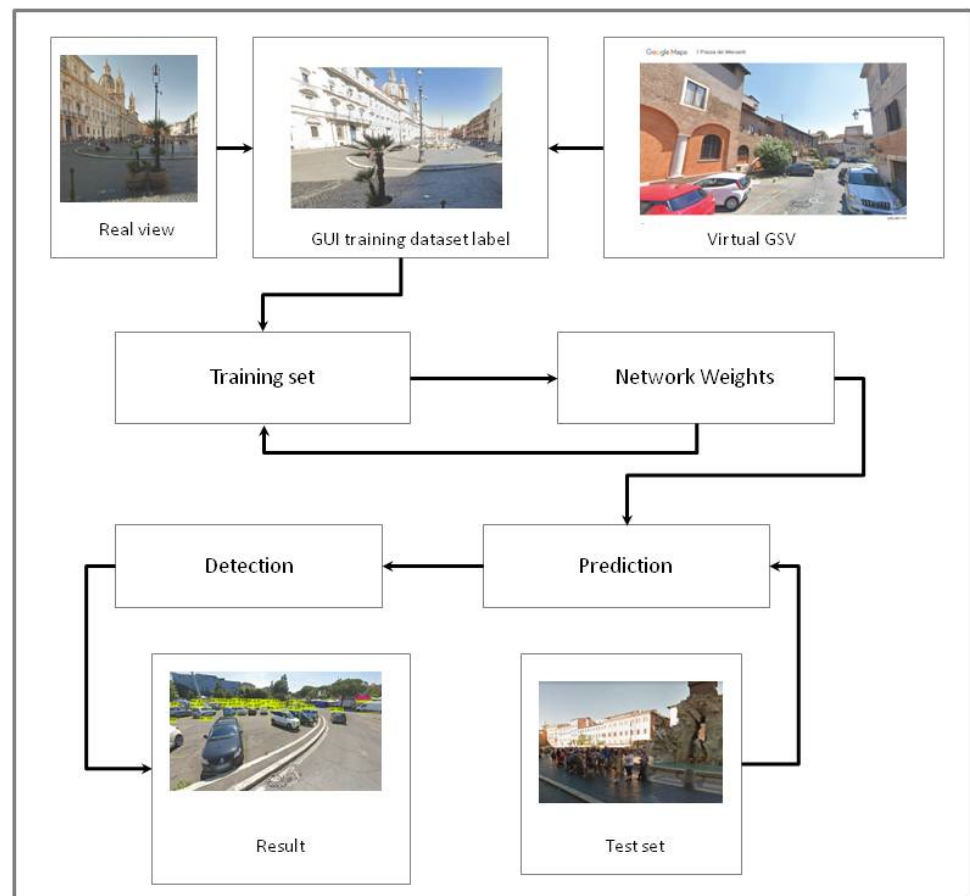 Google Maps
Real view
GUI training dataset label
Virtual GSV
Training set
Network Weights
Detection
Prediction
Result
Test set